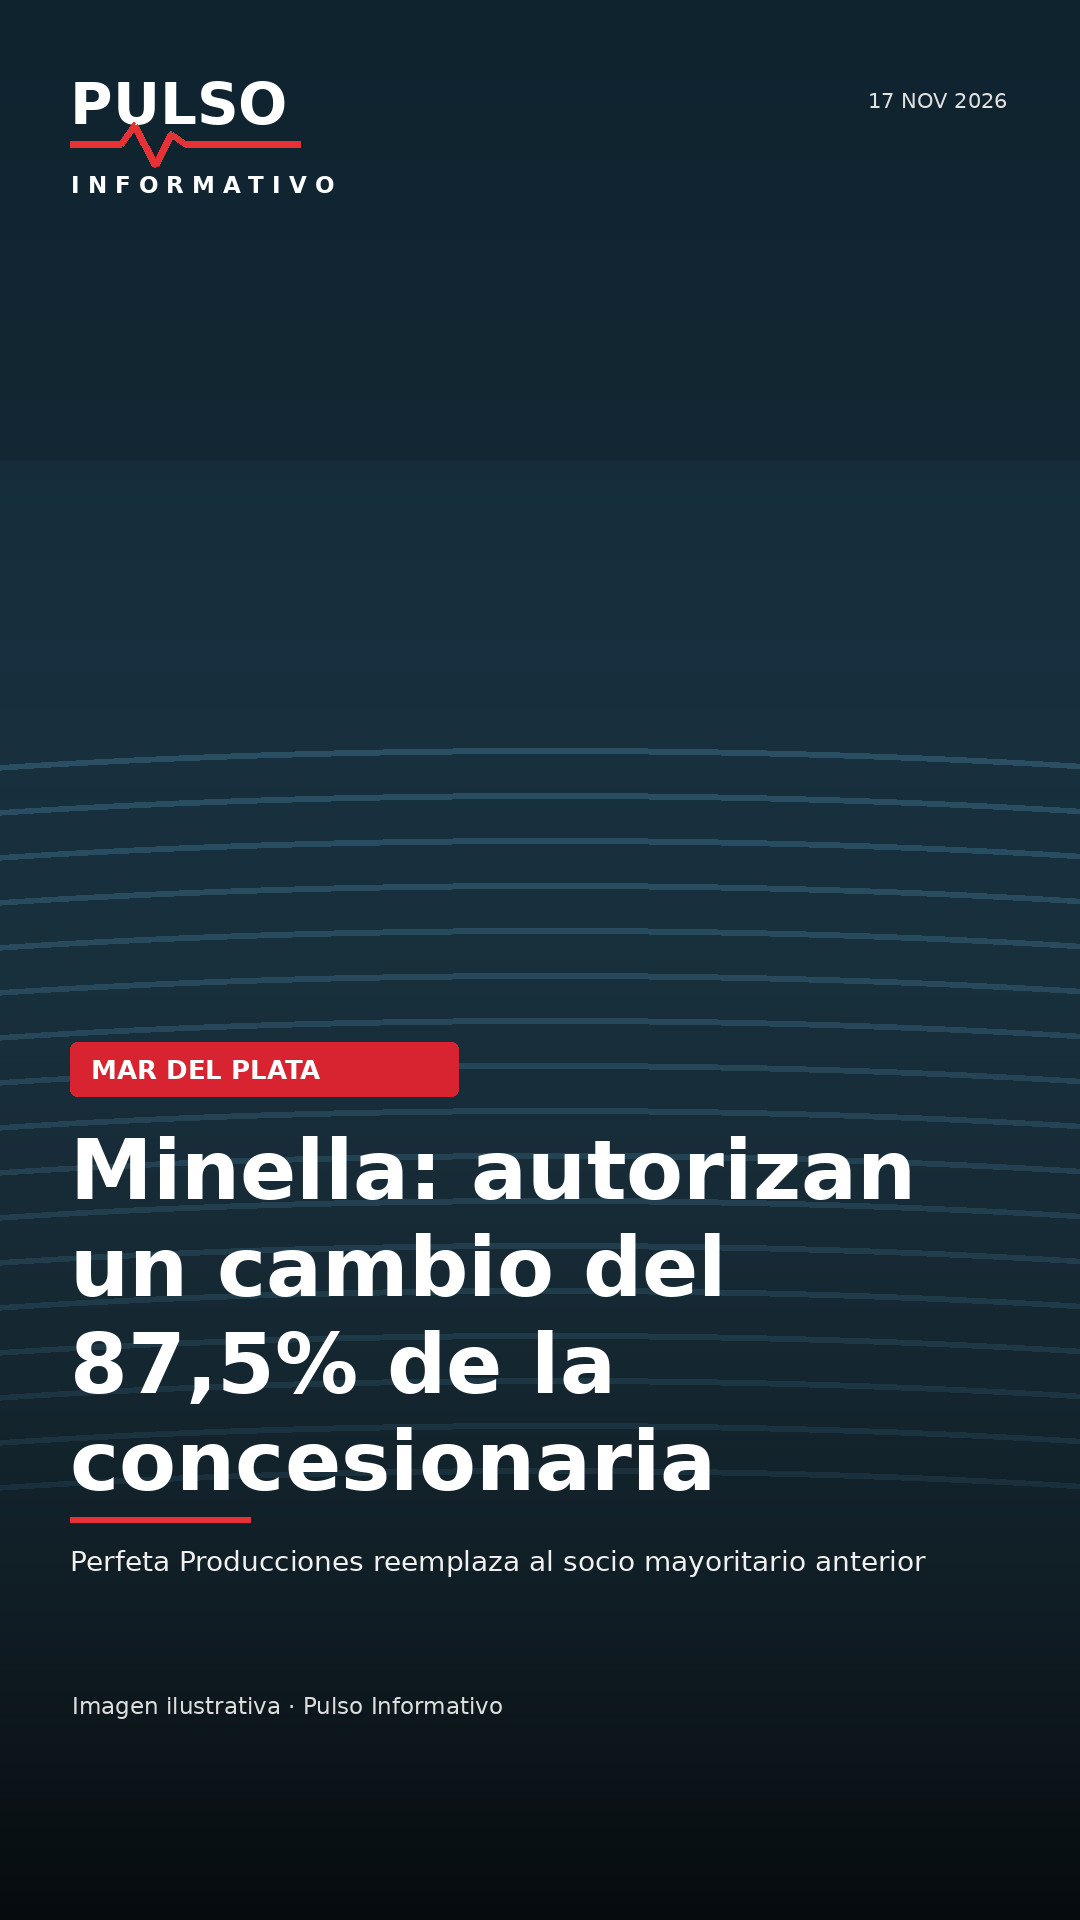 PULSO
INFORMATIVO
17 NOV 2026
MAR DEL PLATA
Minella: autorizan
un cambio del
87,5% de la
concesionaria
Perfeta Producciones reemplaza al socio mayoritario anterior
Imagen ilustrativa · Pulso Informativo